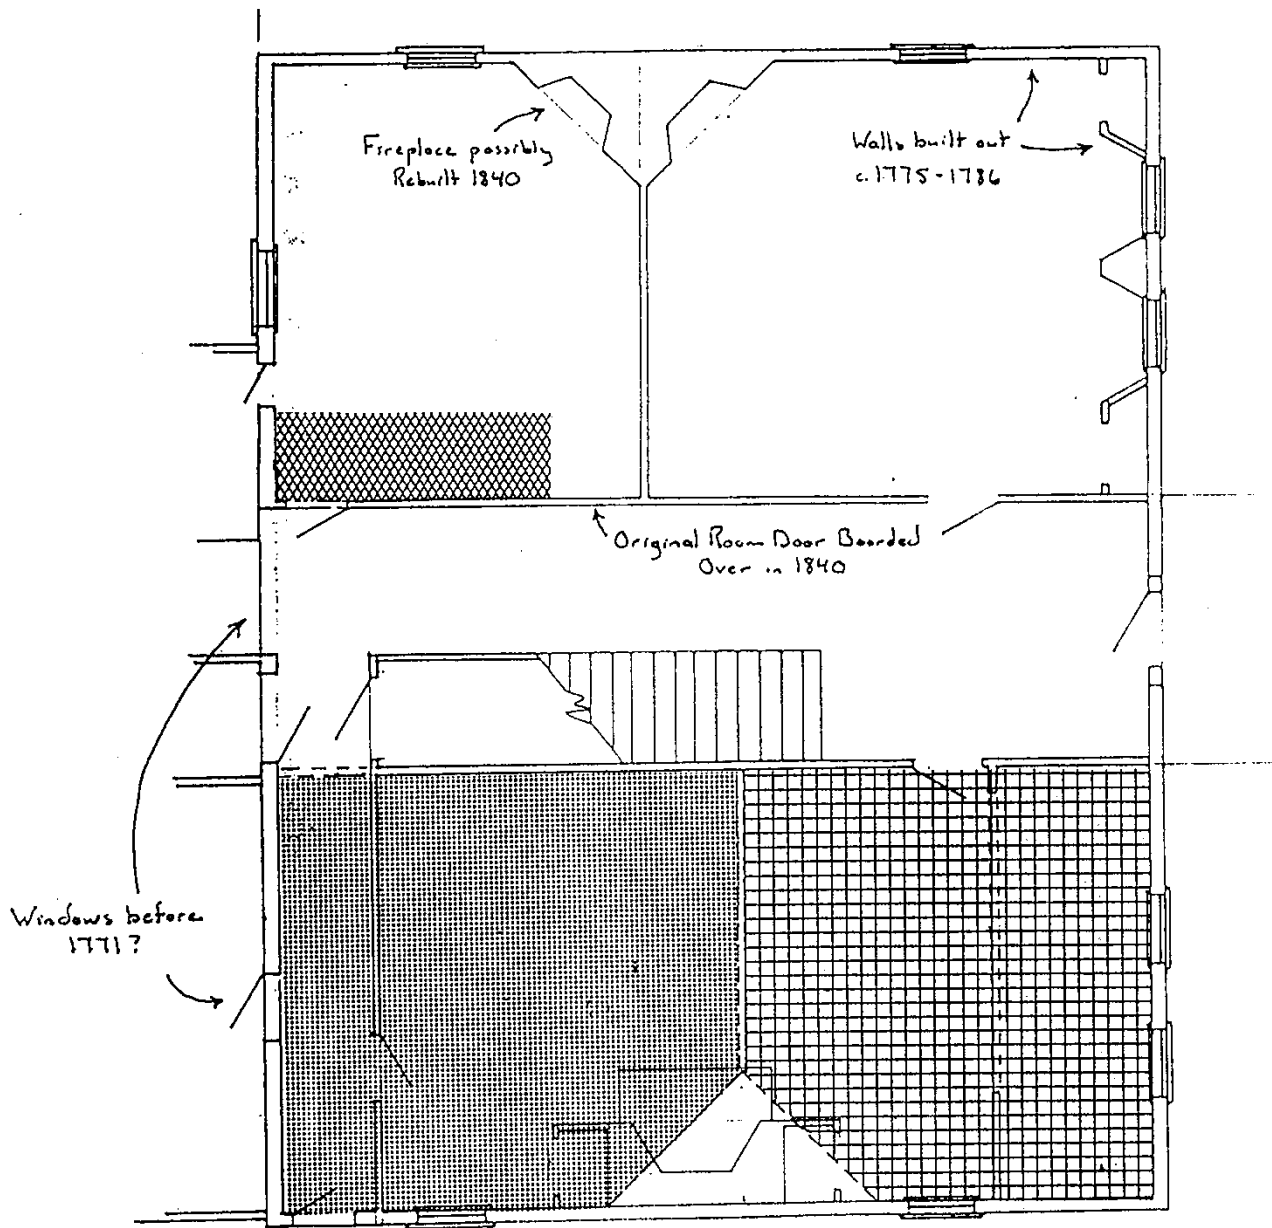 Fireplace possibly
Rebuilt 1840
Walls built out
c. 1775-1786
Original Room Door Boarded
Over in 1840
Windows before
1771?